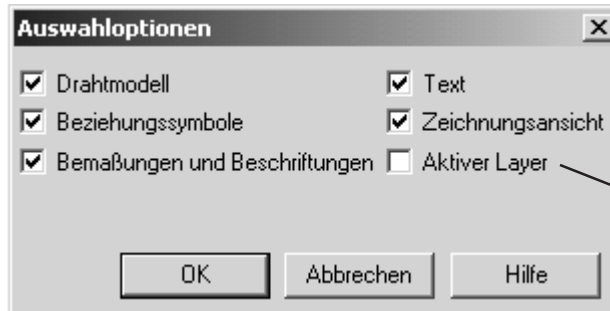 Auswahloptionen
Drahtmodell
Text
Beziehungssymbole
Zeichnungsansicht
Bemaßungen und Beschriftungen
Aktiver Layer
OK
Abbrechen
Hilfe